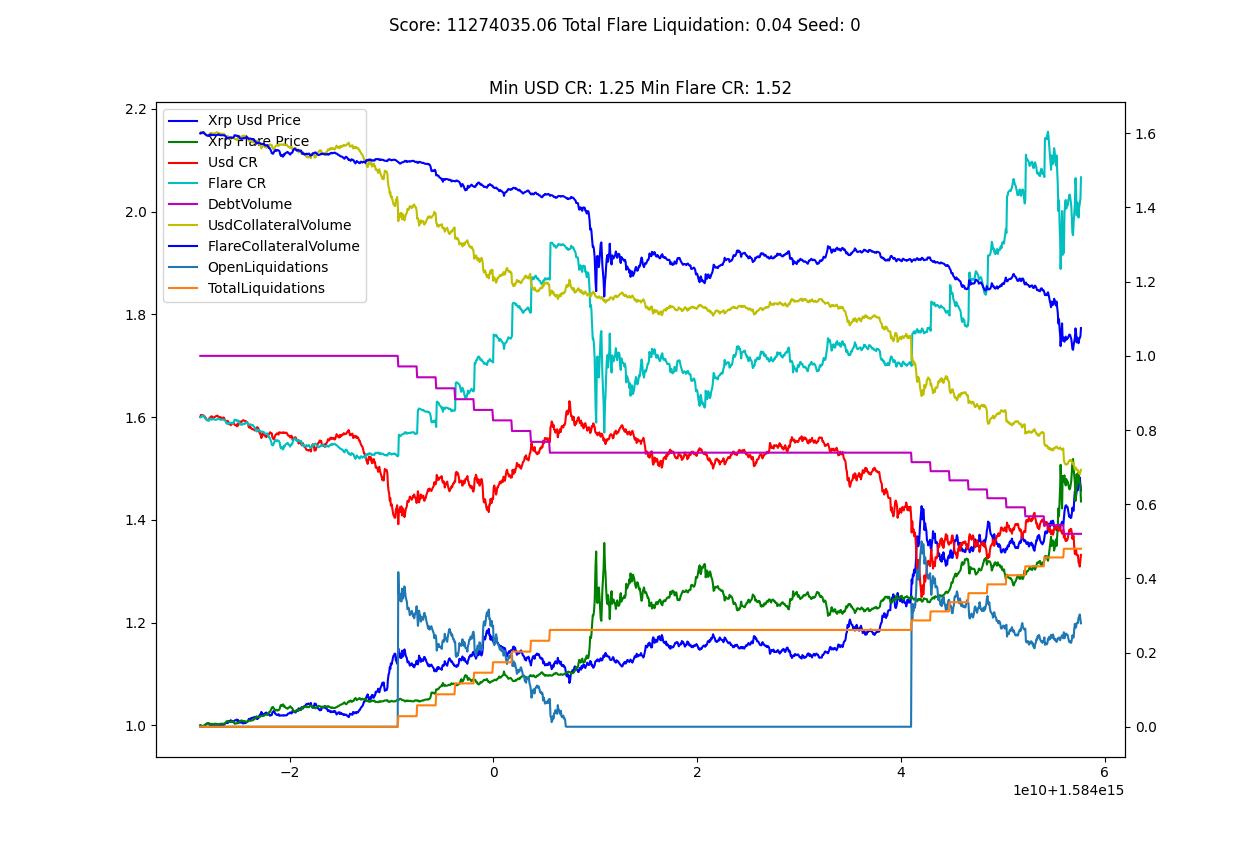 Score: 11274035.06 Total Flare Liquidation: 0.04 Seed: 0
Min USD CR: 1.25 Min Flare CR: 1.52
Xrp Usd Price
Xrp Flare Price
Usd CR
Flare CR
DebtVolume
UsdCollateralVolume
FlareCollateralVolume
OpenLiquidations
TotalLiquidations
2.2
2.0
1.8
1.6
1.4
1.2
1.0
1.6
1.4
1.2
1.0
0.8
0.6
0.4
0.2
0.0
−2
0
2
4
6
1e10+1.584e15